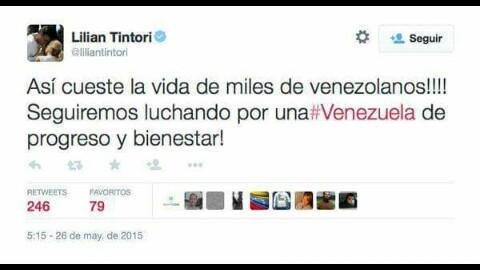 Lilian Tintori
@liliantintori
Seguir
Así cueste la vida de miles de venezolanos!!!!
Seguiremos luchando por una#Venezuela de
progreso y bienestar!
RETWEETS
246
FAVORITOS
79
5:15 - 26 de may. de 2015